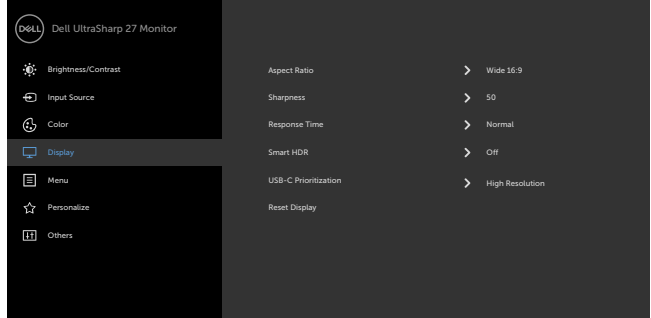 DELL Dell UltraSharp 27 Monitor
Brightness/Contrast
Input Source
Color
Display
Menu
Personalize
Others
Aspect Ratio Wide 16:9
Sharpness 50
Response Time Normal
Smart HDR Off
USB-C Prioritization High Resolution
Reset Display